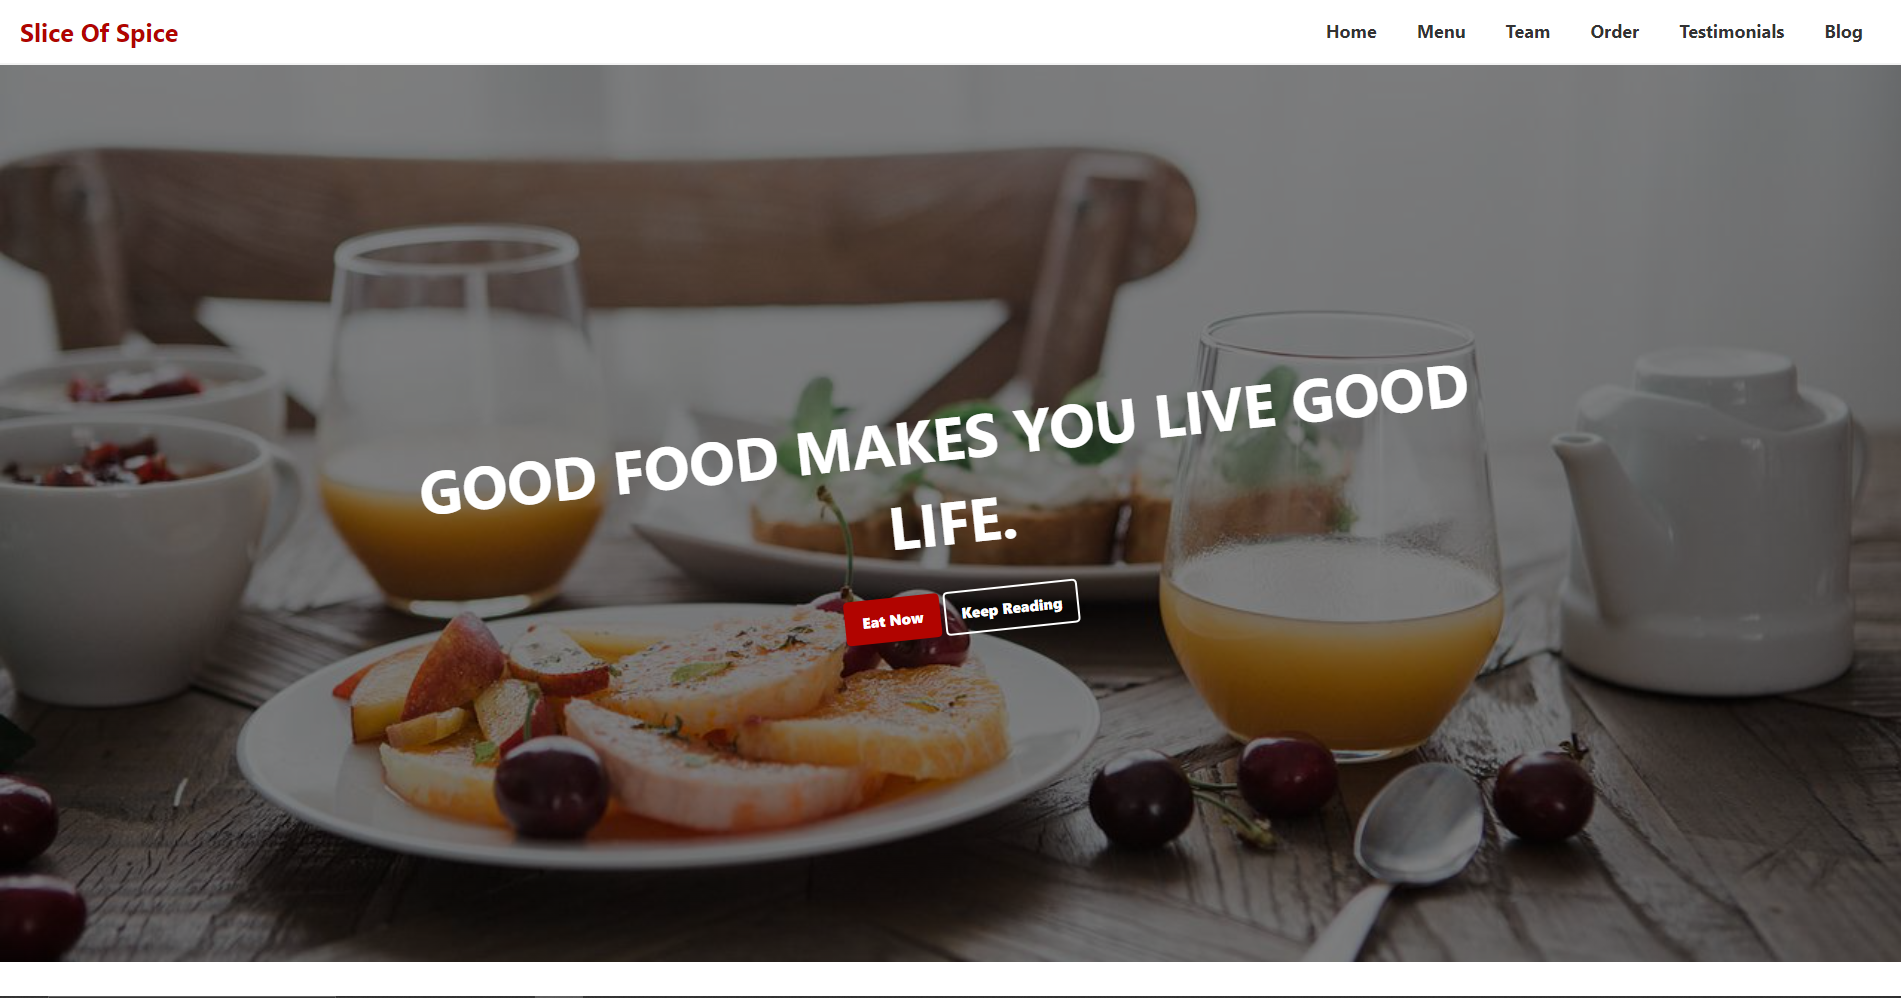 Slice Of Spice
Home Menu Team Order Testimonials Blog
GOOD FOOD MAKES YOU LIVE GOOD
LIFE.
Eat Now Keep Reading